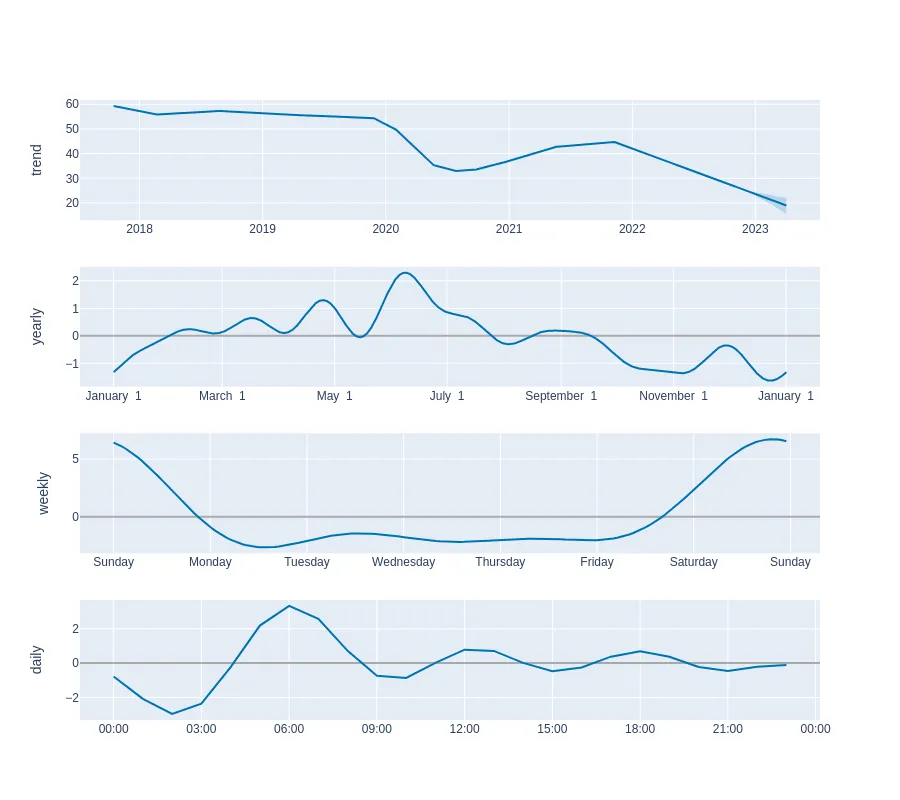 trend
60
50
40
30
20
2018 2019 2020 2021 2022 2023
yearly
2
1
0
−1
January 1 March 1 May 1 July 1 September 1 November 1 January 1
weekly
5
0
Sunday Monday Tuesday Wednesday Thursday Friday Saturday Sunday
daily
2
0
−2
00:00 03:00 06:00 09:00 12:00 15:00 18:00 21:00 00:00